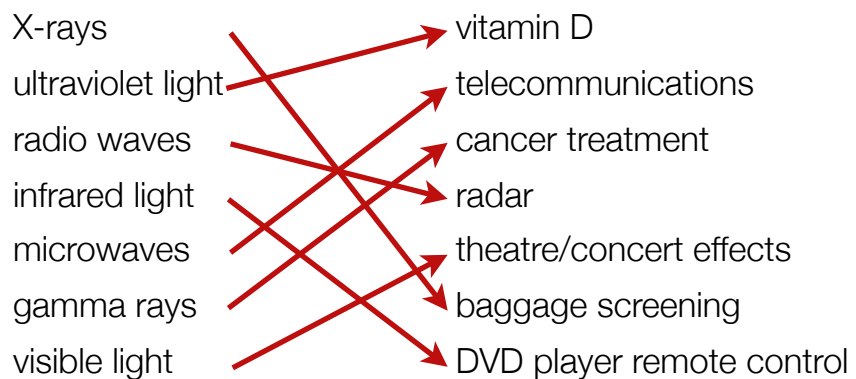 X-rays
vitamin D
ultraviolet light
telecommunications
radio waves
cancer treatment
infrared light
radar
microwaves
theatre/concert effects
gamma rays
baggage screening
visible light
DVD player remote control